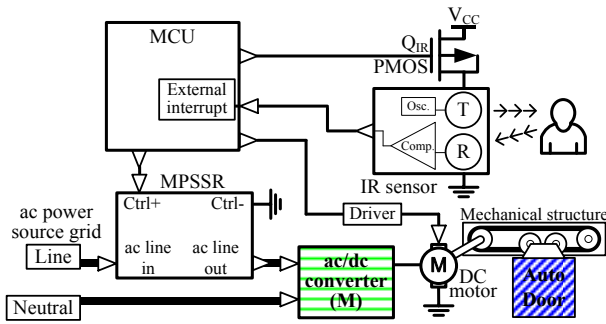 MCU
V_CC
Q_IR
PMOS
External
interrupt
Osc.
T
Comp.
R
IR sensor
MPSSR
Ctrl+
Ctrl-
ac power
source grid
Line
ac line
in
ac line
out
Neutral
Driver
ac/dc
converter
(M)
M
DC
motor
Mechanical structure
Auto
Door